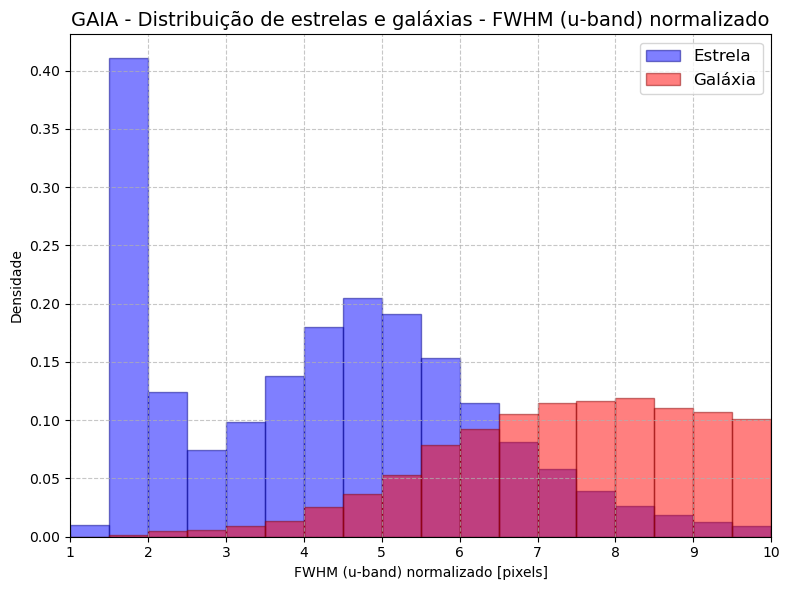 GAIA - Distribuição de estrelas e galáxias - FWHM (u-band) normalizado
Estrela
Galáxia
Densidade
0.40
0.35
0.30
0.25
0.20
0.15
0.10
0.05
0.00
1 2 3 4 5 6 7 8 9 10
FWHM (u-band) normalizado [pixels]